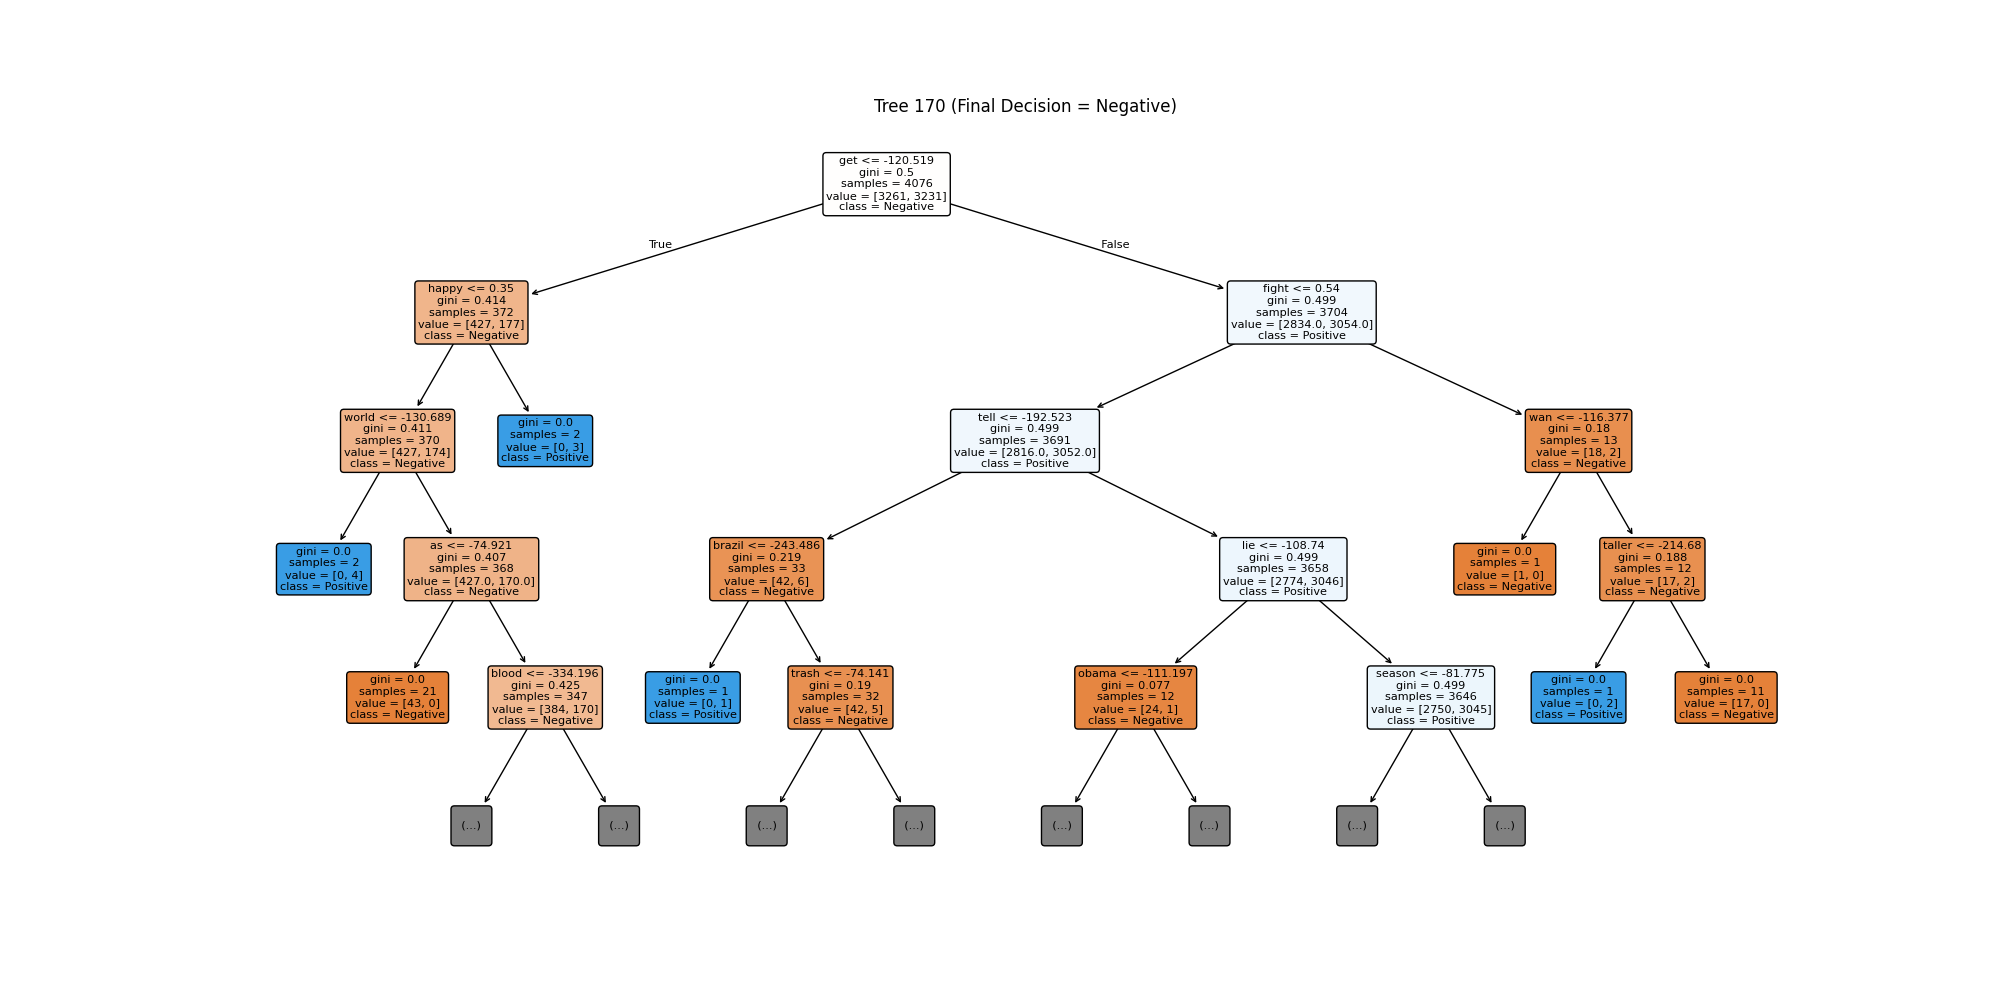 Tree 170 (Final Decision = Negative)
get <= -120.519
gini = 0.5
samples = 4076
value = [3261, 3231]
class = Negative
True
False
happy <= 0.35
gini = 0.414
samples = 372
value = [427, 177]
class = Negative
fight <= 0.54
gini = 0.499
samples = 3704
value = [2834.0, 3054.0]
class = Positive
world <= -130.689
gini = 0.411
samples = 370
value = [427, 174]
class = Negative
gini = 0.0
samples = 2
value = [0, 3]
class = Positive
tell <= -192.523
gini = 0.499
samples = 3691
value = [2816.0, 3052.0]
class = Positive
wan <= -116.377
gini = 0.18
samples = 13
value = [18, 2]
class = Negative
gini = 0.0
samples = 2
value = [0, 4]
class = Positive
as <= -74.921
gini = 0.407
samples = 368
value = [427.0, 170.0]
class = Negative
brazil <= -243.486
gini = 0.219
samples = 33
value = [42, 6]
class = Negative
lie <= -108.74
gini = 0.499
samples = 3658
value = [2774, 3046]
class = Positive
gini = 0.0
samples = 1
value = [1, 0]
class = Negative
taller <= -214.68
gini = 0.188
samples = 12
value = [17, 2]
class = Negative
gini = 0.0
samples = 21
value = [43, 0]
class = Negative
blood <= -334.196
gini = 0.425
samples = 347
value = [384, 170]
class = Negative
gini = 0.0
samples = 1
value = [0, 1]
class = Positive
trash <= -74.141
gini = 0.19
samples = 32
value = [42, 5]
class = Negative
obama <= -111.197
gini = 0.077
samples = 12
value = [24, 1]
class = Negative
season <= -81.775
gini = 0.499
samples = 3646
value = [2750, 3045]
class = Positive
gini = 0.0
samples = 1
value = [0, 2]
class = Positive
gini = 0.0
samples = 11
value = [17, 0]
class = Negative
(...)
(...)
(...)
(...)
(...)
(...)
(...)
(...)